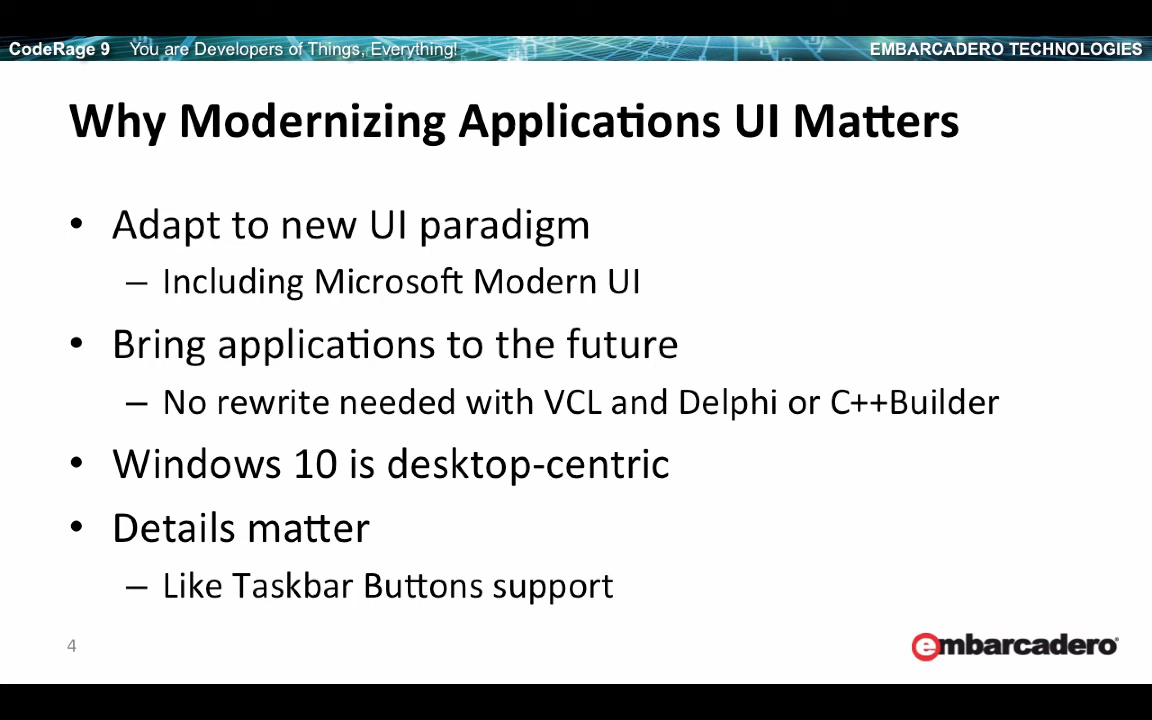 CodeRage 9 You are Developers of Things, Everything! EMBARCADERO TECHNOLOGIES
Why Modernizing Applications UI Matters
• Adapt to new UI paradigm
– Including Microsoft Modern UI
• Bring applications to the future
– No rewrite needed with VCL and Delphi or C++Builder
• Windows 10 is desktop-centric
• Details matter
– Like Taskbar Buttons support
4 embarcadero®